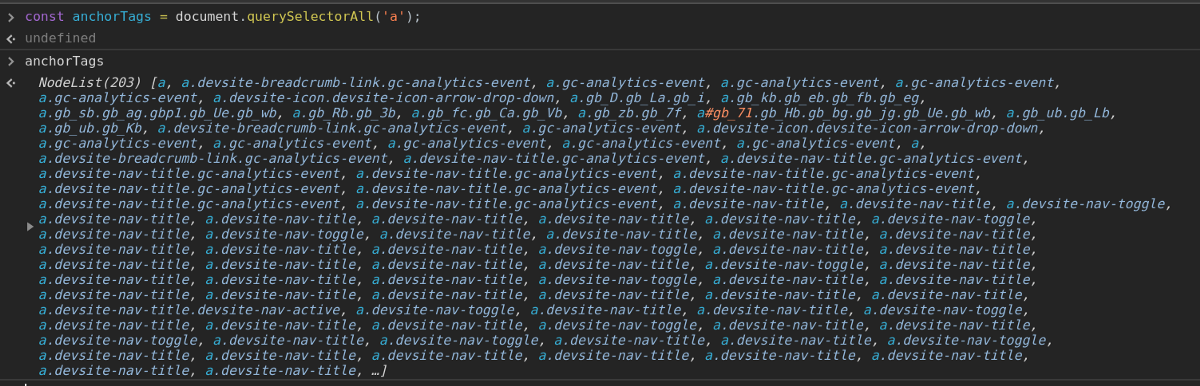 > const anchorTags = document.querySelectorAll('a');
undefined
> anchorTags
NodeList(203) [a, a.devsite-breadcrumb-link.gc-analytics-event, a.gc-analytics-event, a.gc-analytics-event, a.gc-analytics-event,
a.gc-analytics-event, a.devsite-icon.devsite-icon-arrow-drop-down, a.gb_D.gb_La.gb_i, a.gb_kb.gb_eb.gb_fb.gb_eg,
a.gb_sb.gb_ag.gbp1.gb_Ue.gb_wb, a.gb_Rb.gb_3b, a.gb_fc.gb_Ca.gb_Vb, a.gb_zb.gb_7f, a#gb_71.gb_Hb.gb_bg.gb_jg.gb_Ue.gb_wb, a.gb_ub.gb_Lb,
a.gb_ub.gb_Kb, a.devsite-breadcrumb-link.gc-analytics-event, a.gc-analytics-event, a.devsite-icon.devsite-icon-arrow-drop-down,
a.gc-analytics-event, a.gc-analytics-event, a.gc-analytics-event, a.gc-analytics-event, a.gc-analytics-event, a,
a.devsite-breadcrumb-link.gc-analytics-event, a.devsite-nav-title.gc-analytics-event, a.devsite-nav-title.gc-analytics-event,
a.devsite-nav-title.gc-analytics-event, a.devsite-nav-title.gc-analytics-event, a.devsite-nav-title.gc-analytics-event,
a.devsite-nav-title.gc-analytics-event, a.devsite-nav-title.gc-analytics-event, a.devsite-nav-title.gc-analytics-event,
a.devsite-nav-title.gc-analytics-event, a.devsite-nav-title.gc-analytics-event, a.devsite-nav-title, a.devsite-nav-title, a.devsite-nav-toggle,
a.devsite-nav-title, a.devsite-nav-title, a.devsite-nav-title, a.devsite-nav-title, a.devsite-nav-title, a.devsite-nav-toggle,
a.devsite-nav-title, a.devsite-nav-toggle, a.devsite-nav-title, a.devsite-nav-title, a.devsite-nav-title, a.devsite-nav-title,
a.devsite-nav-title, a.devsite-nav-title, a.devsite-nav-title, a.devsite-nav-toggle, a.devsite-nav-title, a.devsite-nav-title,
a.devsite-nav-title, a.devsite-nav-title, a.devsite-nav-title, a.devsite-nav-title, a.devsite-nav-toggle, a.devsite-nav-title,
a.devsite-nav-title, a.devsite-nav-title, a.devsite-nav-title, a.devsite-nav-toggle, a.devsite-nav-title, a.devsite-nav-title,
a.devsite-nav-title, a.devsite-nav-title, a.devsite-nav-title, a.devsite-nav-title, a.devsite-nav-title, a.devsite-nav-title,
a.devsite-nav-title.devsite-nav-active, a.devsite-nav-toggle, a.devsite-nav-title, a.devsite-nav-title, a.devsite-nav-toggle,
a.devsite-nav-title, a.devsite-nav-title, a.devsite-nav-title, a.devsite-nav-toggle, a.devsite-nav-title, a.devsite-nav-title,
a.devsite-nav-toggle, a.devsite-nav-title, a.devsite-nav-toggle, a.devsite-nav-title, a.devsite-nav-title, a.devsite-nav-toggle,
a.devsite-nav-title, a.devsite-nav-title, a.devsite-nav-title, a.devsite-nav-title, a.devsite-nav-title, a.devsite-nav-title,
a.devsite-nav-title, a.devsite-nav-title, …]